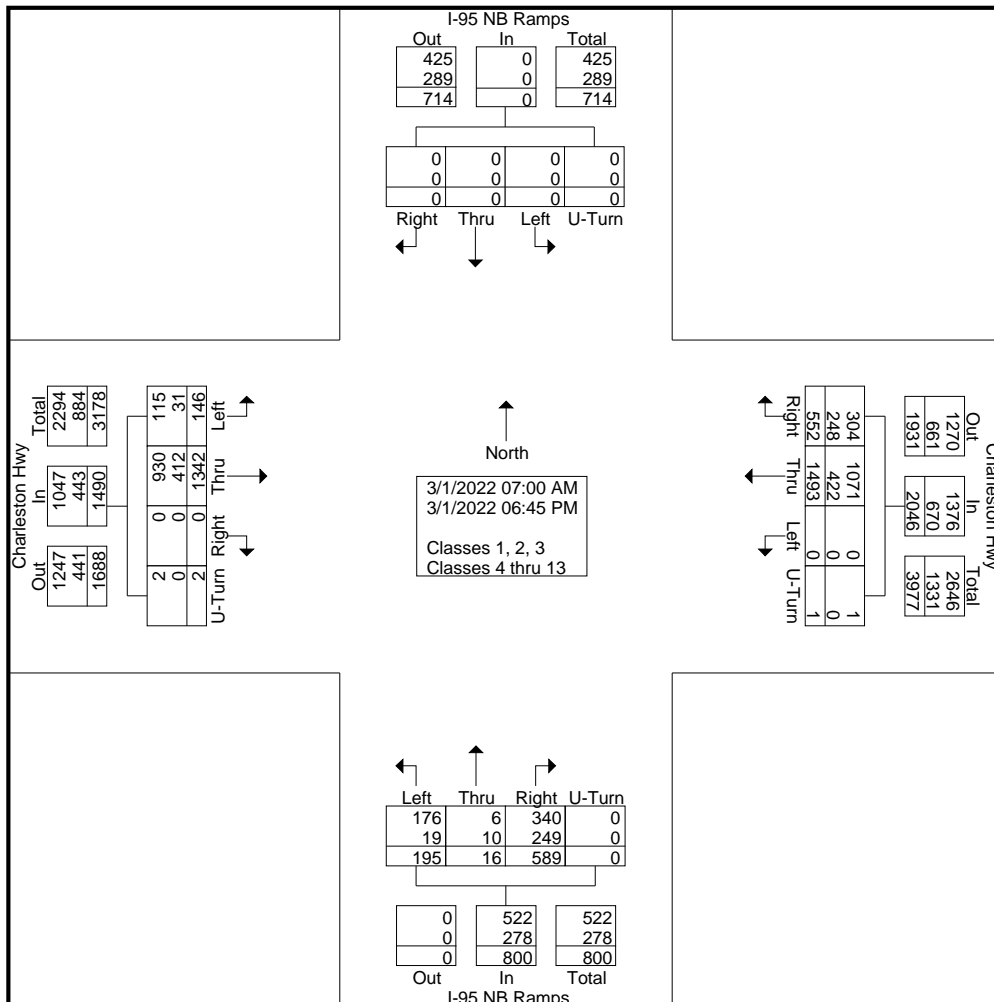 I-95 NB Ramps
Out In Total
425 0 425
289 0 289
714 0 714
0 0 0 0
0 0 0 0
0 0 0 0
Right Thru Left U-Turn
Charleston Hwy
Total In Out
2294 1047 1247
884 443 441
3178 1490 1688
115 930 0 2
31 412 0 0
146 1342 0 2
Left Thru Right U-Turn
North
3/1/2022 07:00 AM
3/1/2022 06:45 PM
Classes 1, 2, 3
Classes 4 thru 13
Right Thru Left U-Turn
304 1071 0 1
248 422 0 0
552 1493 0 1
Out In Total
1270 1376 2646
661 670 1331
1931 2046 3977
Charleston Hwy
Left Thru Right U-Turn
176 6 340 0
19 10 249 0
195 16 589 0
0 522 522
0 278 278
0 800 800
Out In Total
I-95 NB Ramps